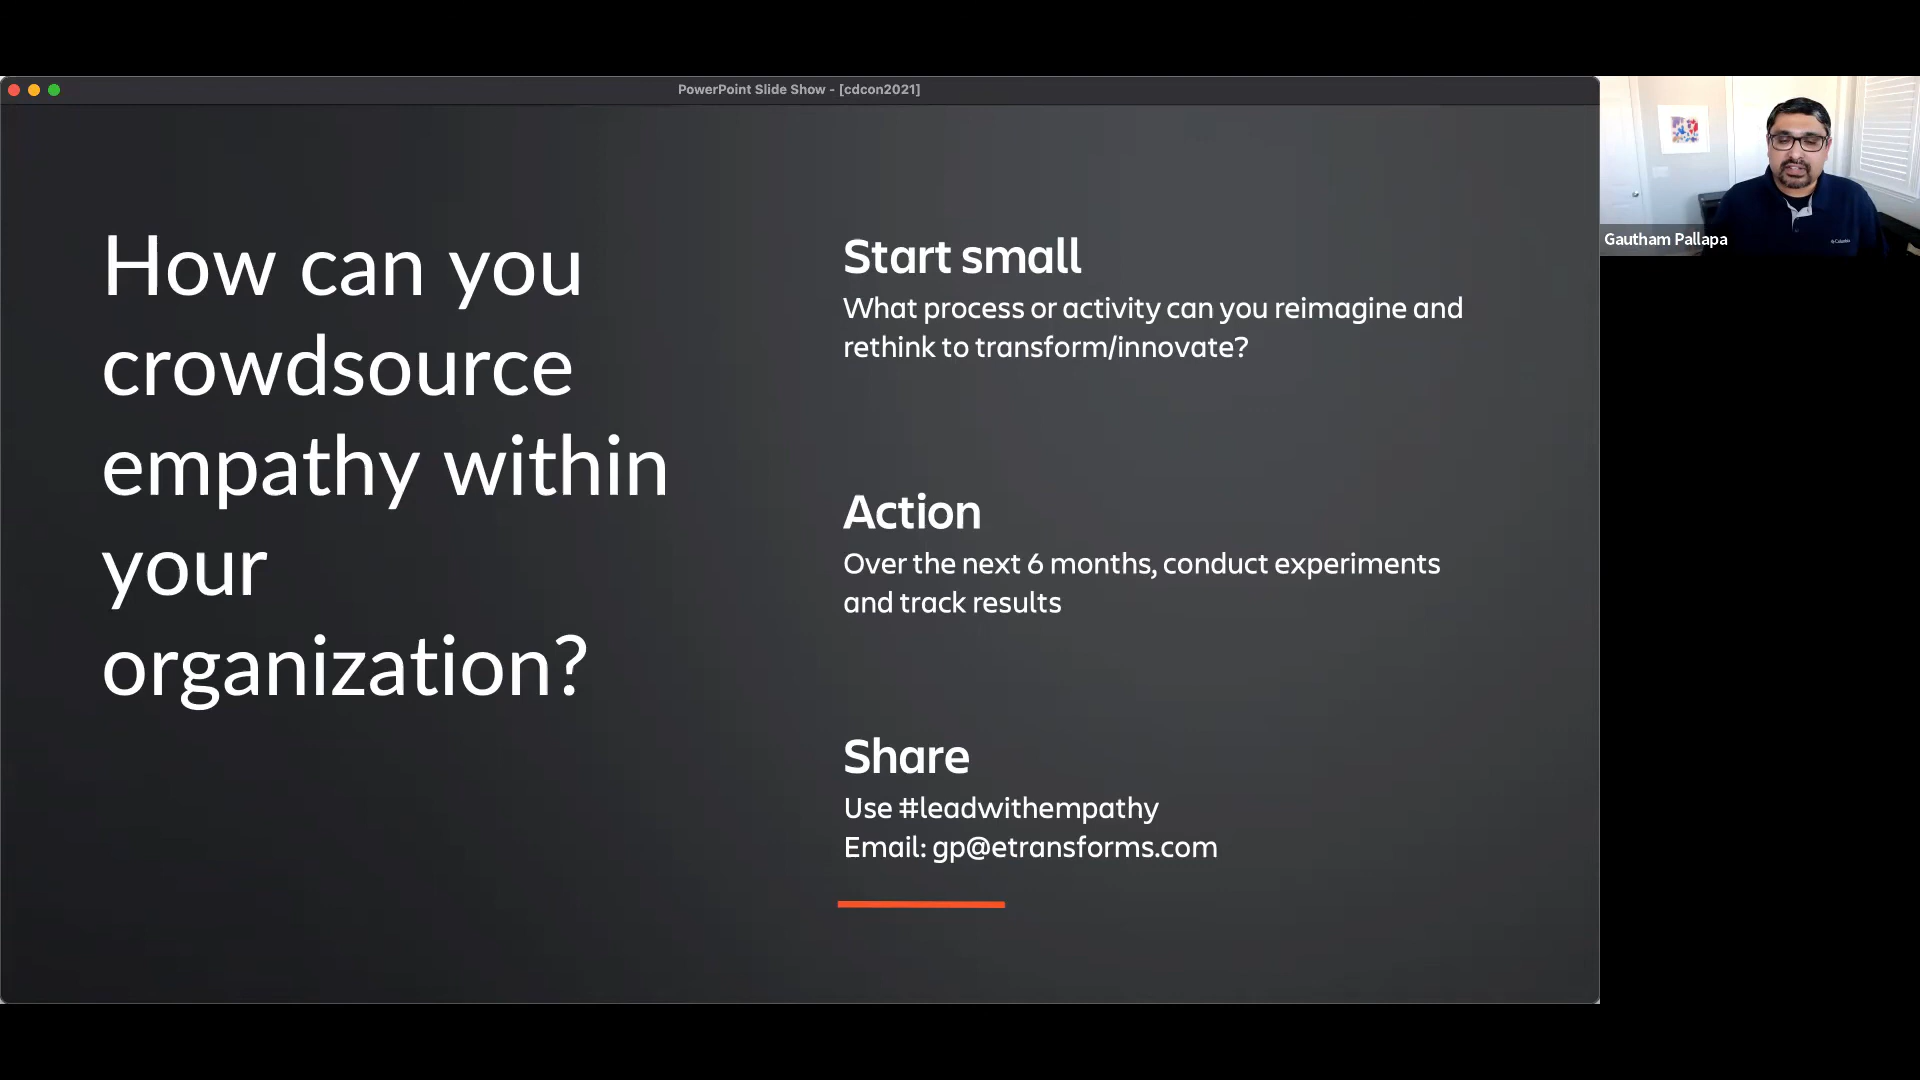 PowerPoint Slide Show - [cdcon2021]
How can you
crowdsource
empathy within
your
organization?
Start small
What process or activity can you reimagine and
rethink to transform/innovate?
Action
Over the next 6 months, conduct experiments
and track results
Share
Use #leadwithempathy
Email: gp@etransforms.com
Gautham Pallapa
Columbia